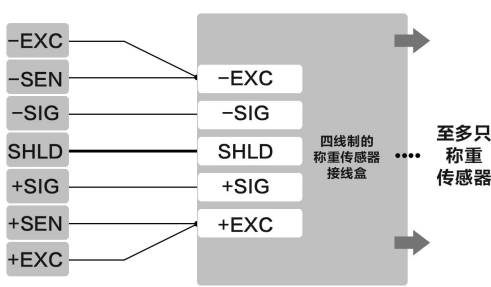 −EXC
−SEN
−SIG
SHLD
+SIG
+SEN
+EXC
−EXC
−SIG
SHLD
+SIG
+EXC
四线制的
称重传感器
接线盒
至多只
称重
传感器